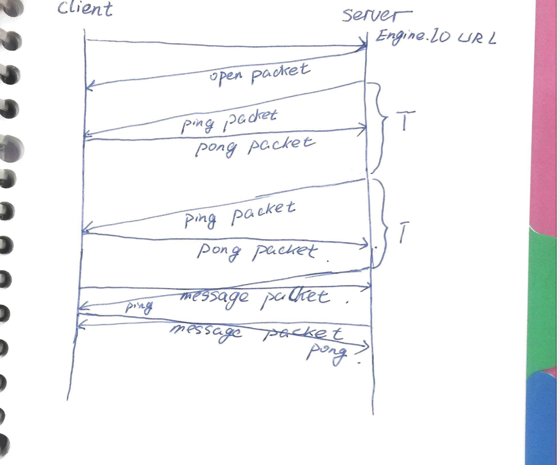 client
server
Engine.IO URL
open packet
ping packet
T
pong packet
ping packet
T
pong packet.
message packet.
ping
message packet
pong.